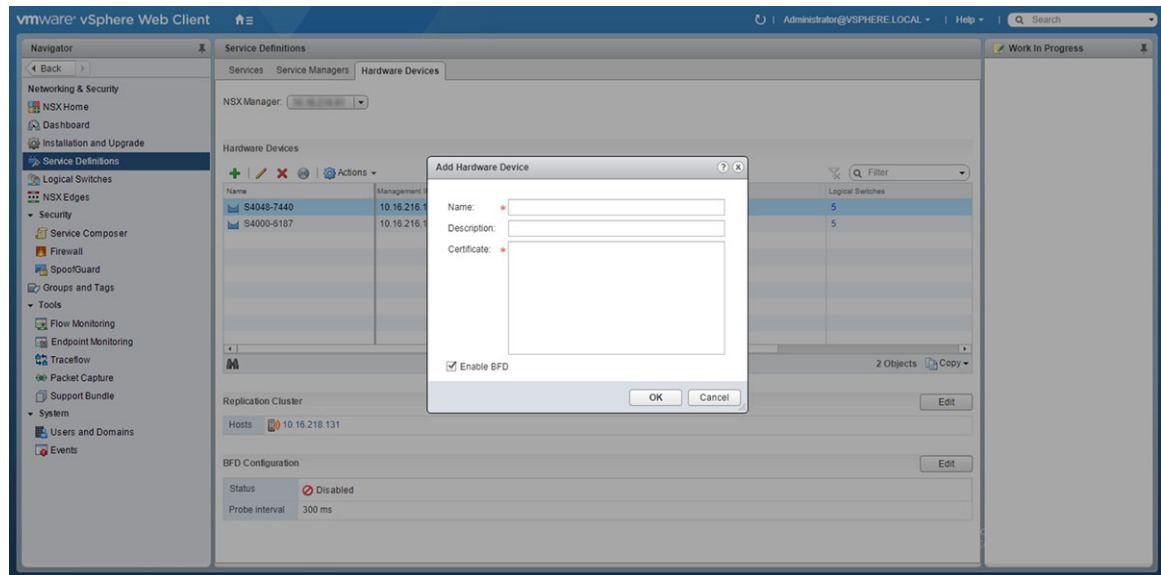 vmware® vSphere Web Client
Administrator@VSPHERE.LOCAL
Help
Search
Navigator
Back
Networking & Security
NSX Home
Dashboard
Installation and Upgrade
Service Definitions
Logical Switches
NSX Edges
Security
Service Composer
Firewall
SpoofGuard
Groups and Tags
Tools
Flow Monitoring
Endpoint Monitoring
Traceflow
Packet Capture
Support Bundle
System
Users and Domains
Events
Service Definitions
Services Service Managers Hardware Devices
NSX Manager:
Hardware Devices
Actions
Filter
Name Management Logical Switches
S4048-7440 10.16.216.1 5
S4000-6187 10.16.216.1 5
2 Objects Copy
Replication Cluster Edit
Hosts 10.16.218.131
BFD Configuration Edit
Status Disabled
Probe interval 300 ms
Add Hardware Device
Name: *
Description:
Certificate: *
Enable BFD
OK Cancel
Work In Progress